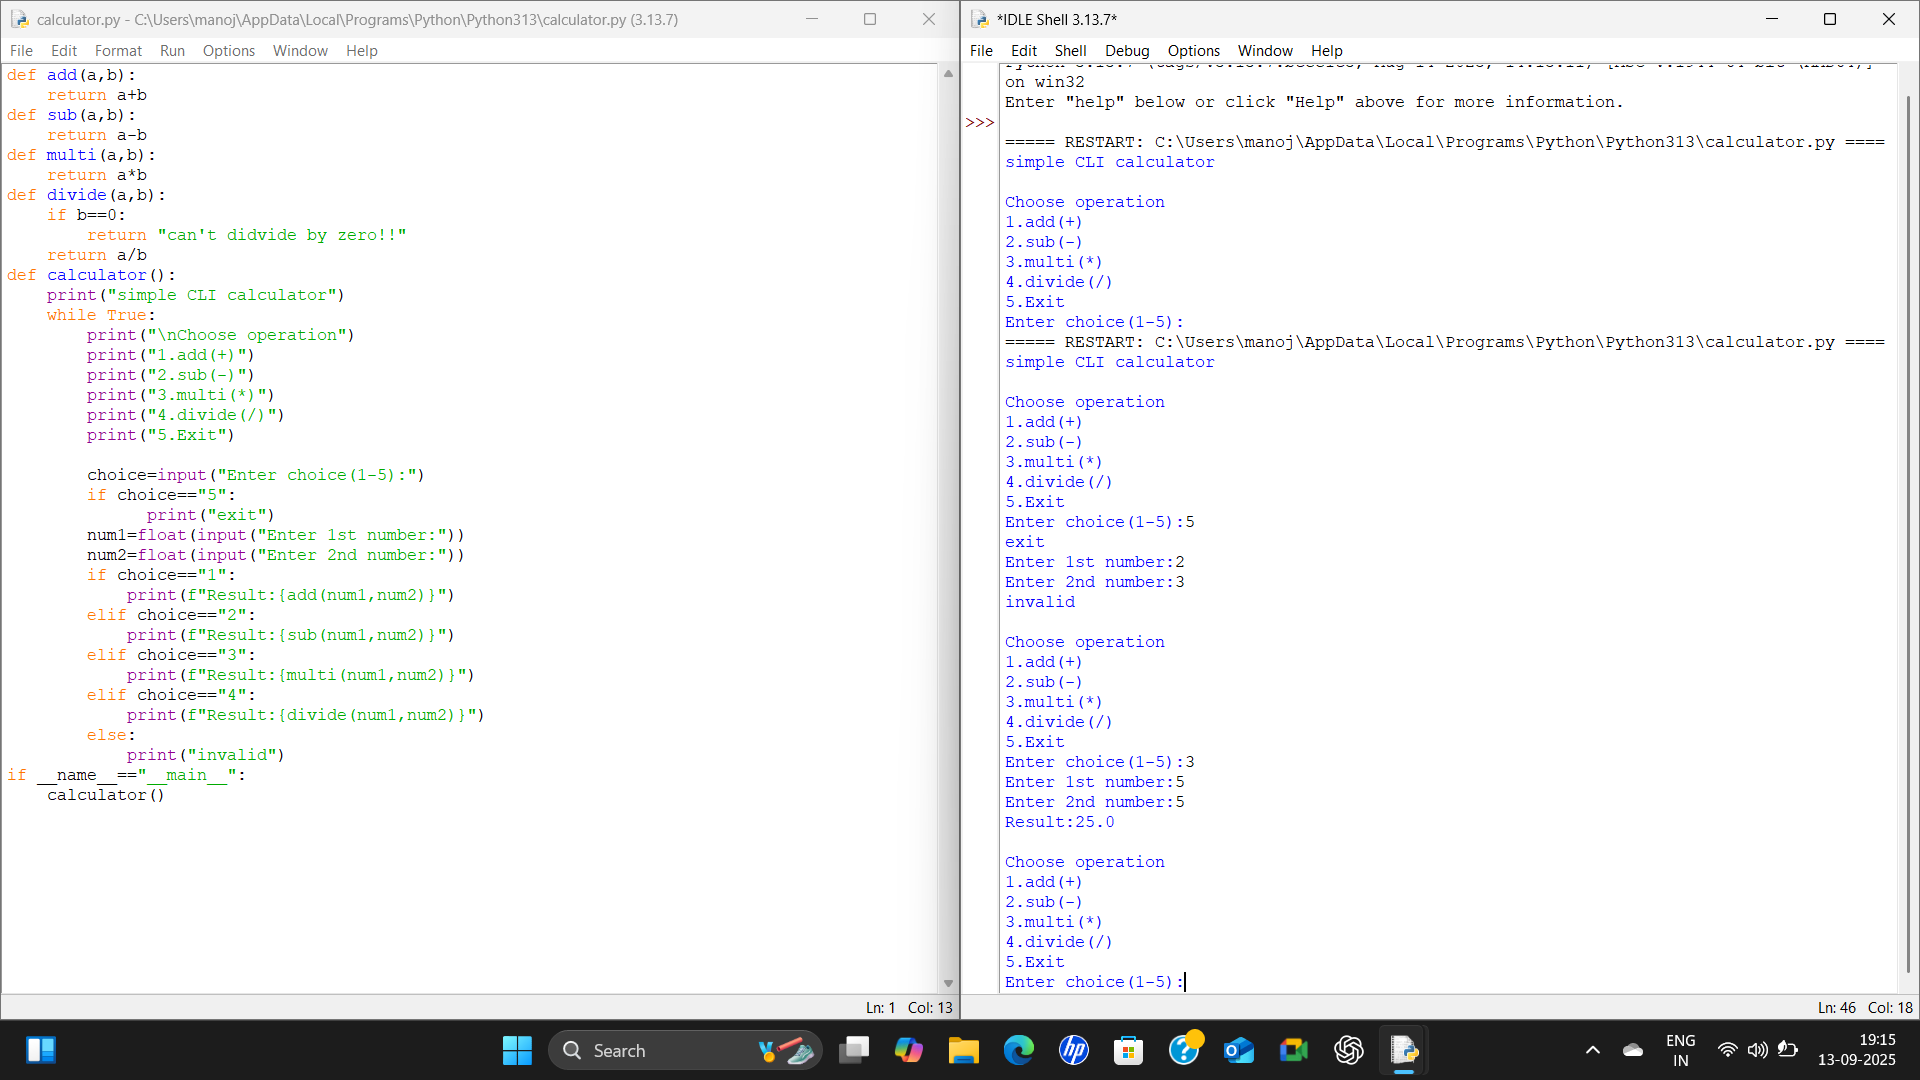 calculator.py - C:\Users\manoj\AppData\Local\Programs\Python\Python313\calculator.py (3.13.7)
File Edit Format Run Options Window Help
def add(a,b):
    return a+b
def sub(a,b):
    return a-b
def multi(a,b):
    return a*b
def divide(a,b):
    if b==0:
        return "can't didvide by zero!!"
    return a/b
def calculator():
    print("simple CLI calculator")
    while True:
        print("\nChoose operation")
        print("1.add(+)")
        print("2.sub(-)")
        print("3.multi(*)")
        print("4.divide(/)")
        print("5.Exit")
        choice=input("Enter choice(1-5):")
        if choice=="5":
              print("exit")
        num1=float(input("Enter 1st number:"))
        num2=float(input("Enter 2nd number:"))
        if choice=="1":
            print(f"Result:{add(num1,num2)}")
        elif choice=="2":
            print(f"Result:{sub(num1,num2)}")
        elif choice=="3":
            print(f"Result:{multi(num1,num2)}")
        elif choice=="4":
            print(f"Result:{divide(num1,num2)}")
        else:
            print("invalid")
if __name__=="__main__":
    calculator()
Ln: 1 Col: 13
*IDLE Shell 3.13.7*
File Edit Shell Debug Options Window Help
on win32
Enter "help" below or click "Help" above for more information.
>>>
===== RESTART: C:\Users\manoj\AppData\Local\Programs\Python\Python313\calculator.py ====
simple CLI calculator
Choose operation
1.add(+)
2.sub(-)
3.multi(*)
4.divide(/)
5.Exit
Enter choice(1-5):
===== RESTART: C:\Users\manoj\AppData\Local\Programs\Python\Python313\calculator.py ====
simple CLI calculator
Choose operation
1.add(+)
2.sub(-)
3.multi(*)
4.divide(/)
5.Exit
Enter choice(1-5):5
exit
Enter 1st number:2
Enter 2nd number:3
invalid
Choose operation
1.add(+)
2.sub(-)
3.multi(*)
4.divide(/)
5.Exit
Enter choice(1-5):3
Enter 1st number:5
Enter 2nd number:5
Result:25.0
Choose operation
1.add(+)
2.sub(-)
3.multi(*)
4.divide(/)
5.Exit
Enter choice(1-5):
Ln: 46 Col: 18
Search
hp
ENG
IN
19:15
13-09-2025